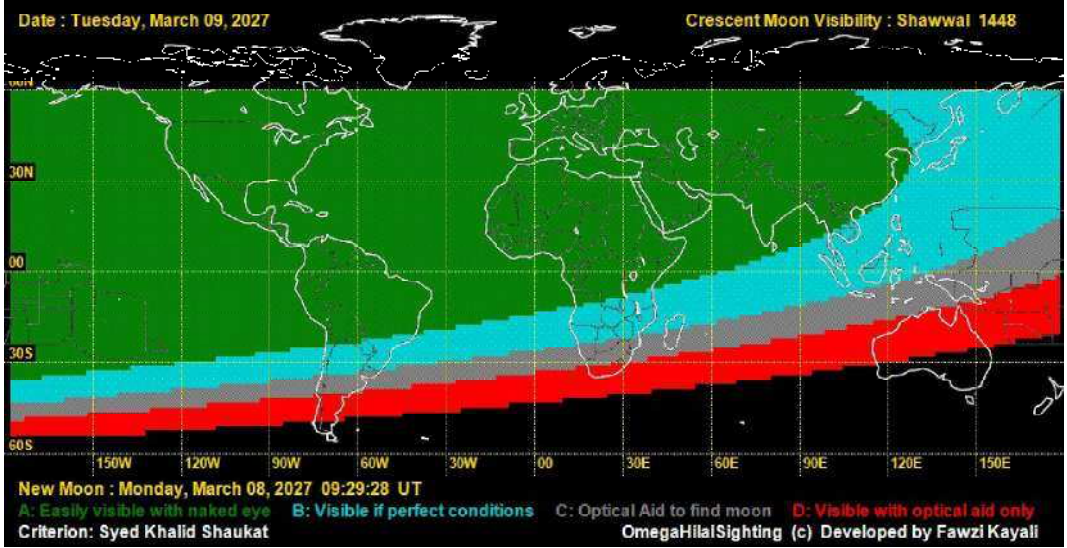 Date : Tuesday, March 09, 2027
Crescent Moon Visibility : Shawwal 1448
60N
30N
00
30S
60S
150W 120W 90W 60W 30W 00 30E 60E 90E 120E 150E
New Moon : Monday, March 08, 2027 09:29:28 UT
A: Easily visible with naked eye B: Visible if perfect conditions C: Optical Aid to find moon D: Visible with optical aid only
Criterion: Syed Khalid Shaukat
OmegaHilalSighting (c) Developed by Fawzi Kayali